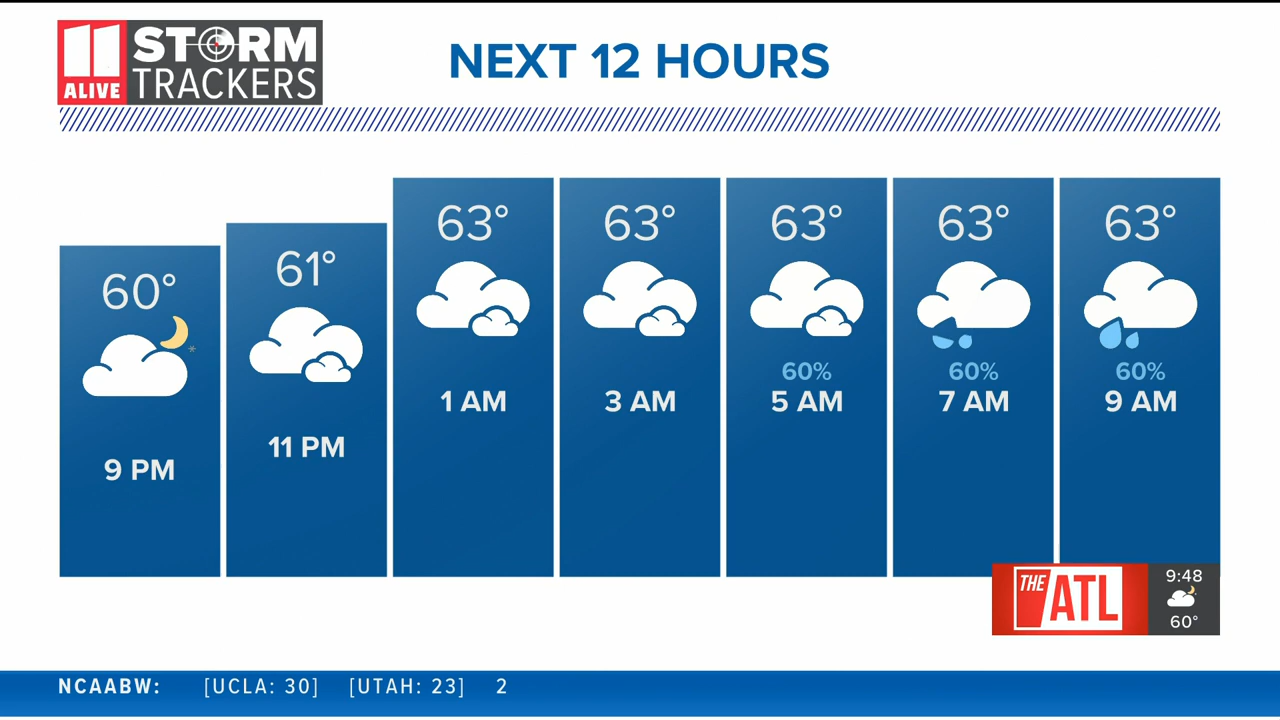 11 ALIVE STORM TRACKERS
NEXT 12 HOURS
60°
9 PM
61°
11 PM
63°
1 AM
63°
3 AM
63°
60%
5 AM
63°
60%
7 AM
63°
60%
9 AM
THE ATL
9:48
60°
NCAABW: [UCLA: 30] [UTAH: 23] 2